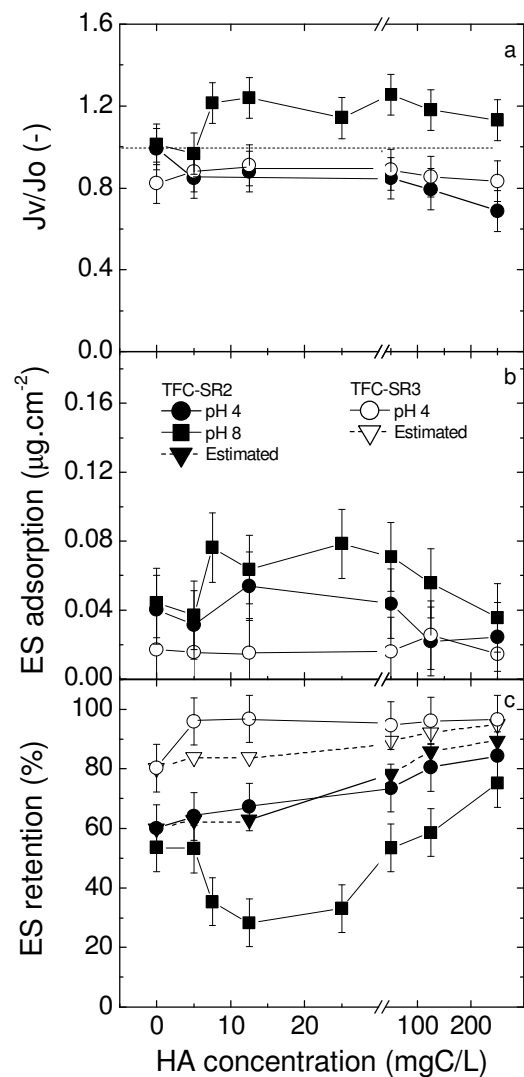 1.6
a
1.2
0.8
0.4
0.0
Jv/Jo (-)
b
0.16
0.12
0.08
0.04
0.00
ES adsorption (µg.cm-2)
TFC-SR2 TFC-SR3
pH 4 pH 4
pH 8 Estimated
Estimated
c
100
80
60
40
20
0
ES retention (%)
0 10 20 100 200
HA concentration (mgC/L)